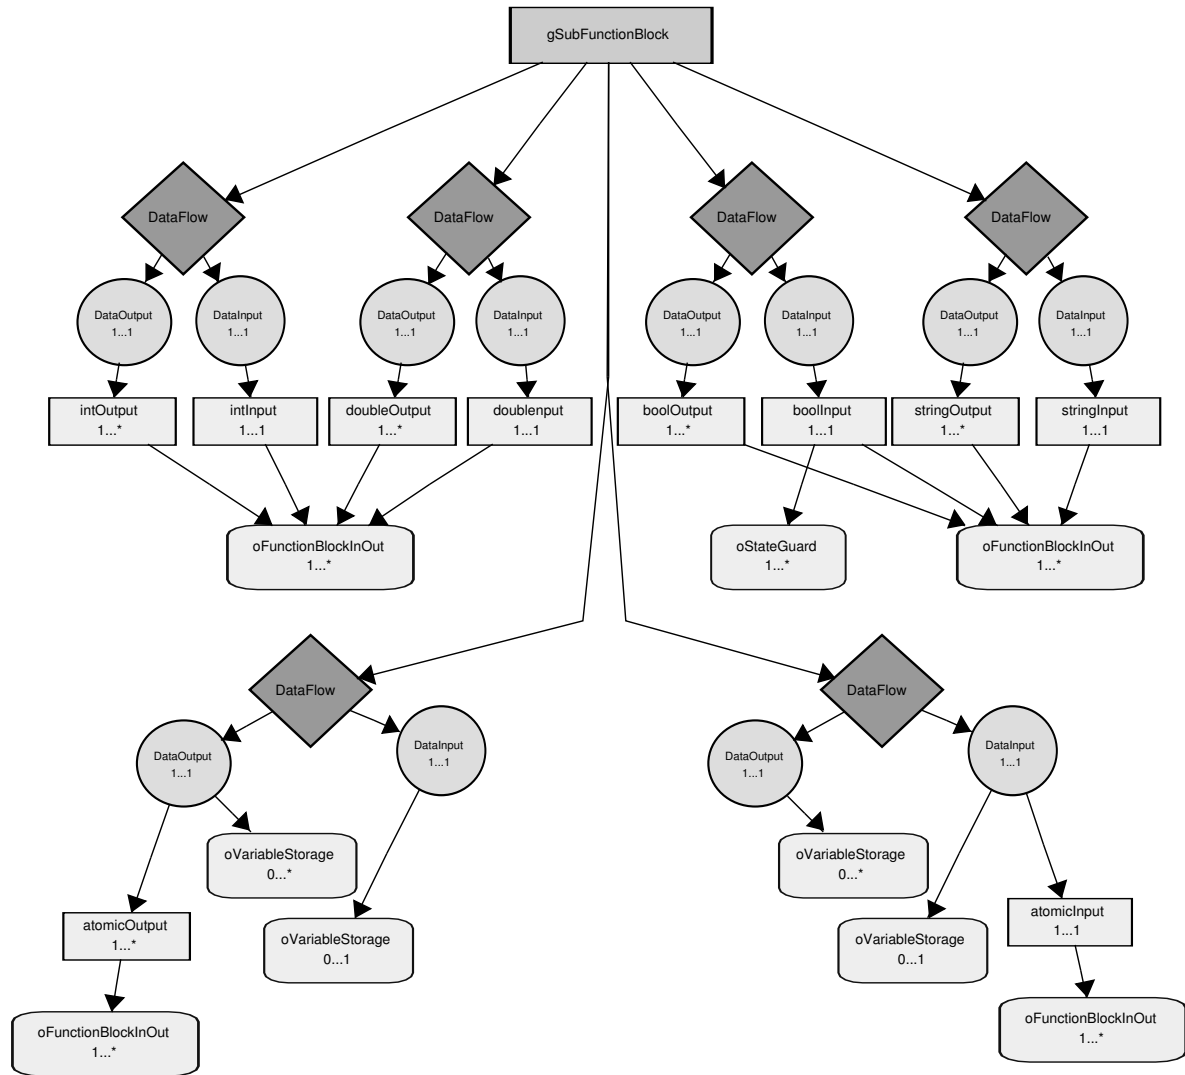 gSubFunctionBlock
DataFlow
DataFlow
DataFlow
DataFlow
DataOutput
1...1
DataInput
1...1
DataOutput
1...1
DataInput
1...1
DataOutput
1...1
DataInput
1...1
DataOutput
1...1
DataInput
1...1
intOutput
1...*
intInput
1...1
doubleOutput
1...*
doublenput
1...1
boolOutput
1...*
boolInput
1...1
stringOutput
1...*
stringInput
1...1
oFunctionBlockInOut
1...*
oStateGuard
1...*
oFunctionBlockInOut
1...*
DataFlow
DataFlow
DataOutput
1...1
DataInput
1...1
DataOutput
1...1
DataInput
1...1
oVariableStorage
0...*
oVariableStorage
0...*
atomicOutput
1...*
oVariableStorage
0...1
oVariableStorage
0...1
atomicInput
1...1
oFunctionBlockInOut
1...*
oFunctionBlockInOut
1...*